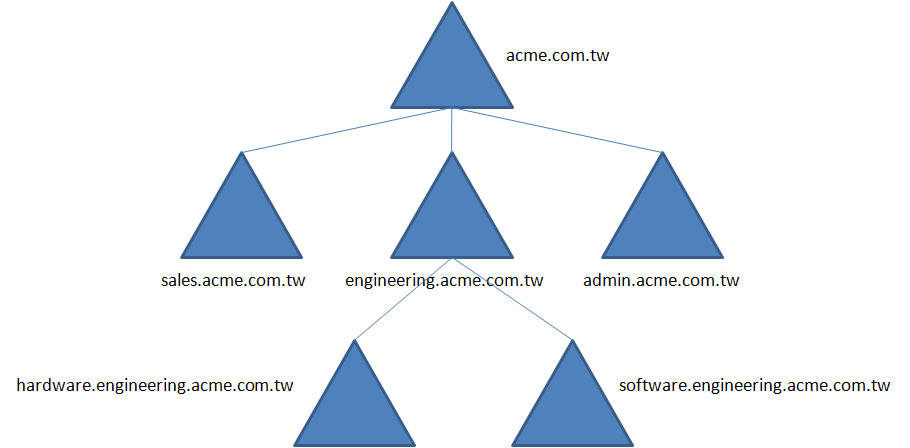 acme.com.tw
sales.acme.com.tw
engineering.acme.com.tw
admin.acme.com.tw
hardware.engineering.acme.com.tw
software.engineering.acme.com.tw